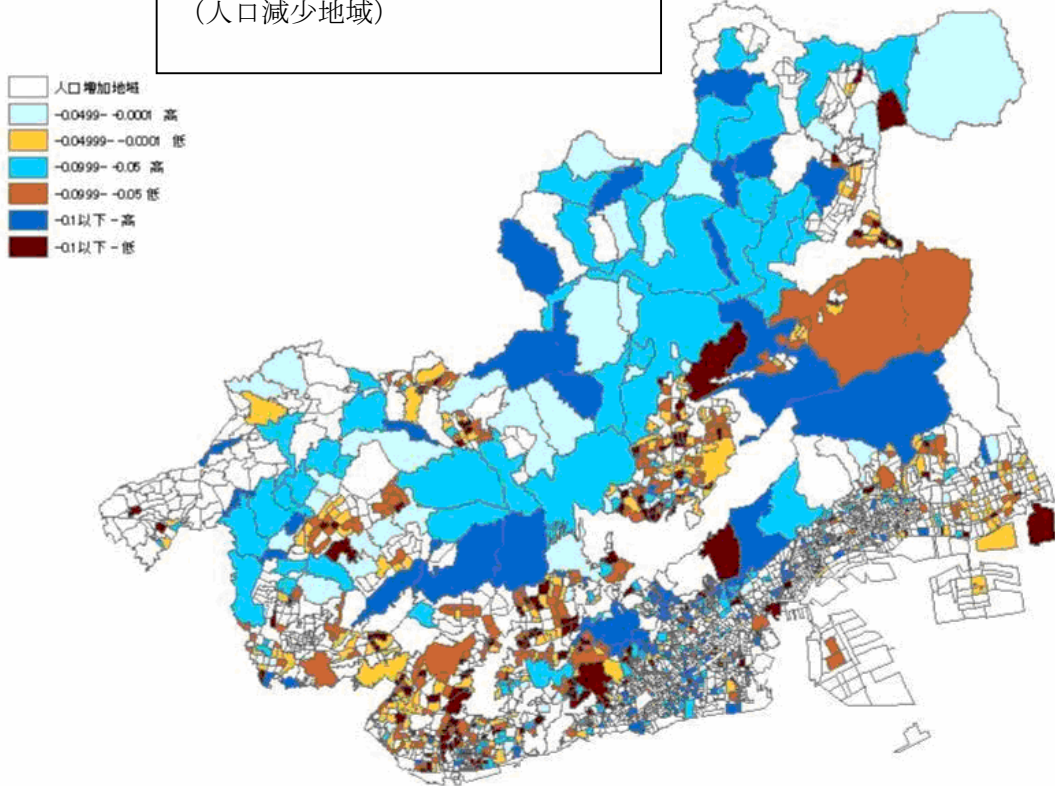 （人口減少地域）
人口増加地域
-0.0499--0.0001 高
-0.04999--0.0001 低
-0.0999--0.05 高
-0.0999--0.05 低
-0.1以下－高
-0.1以下－低